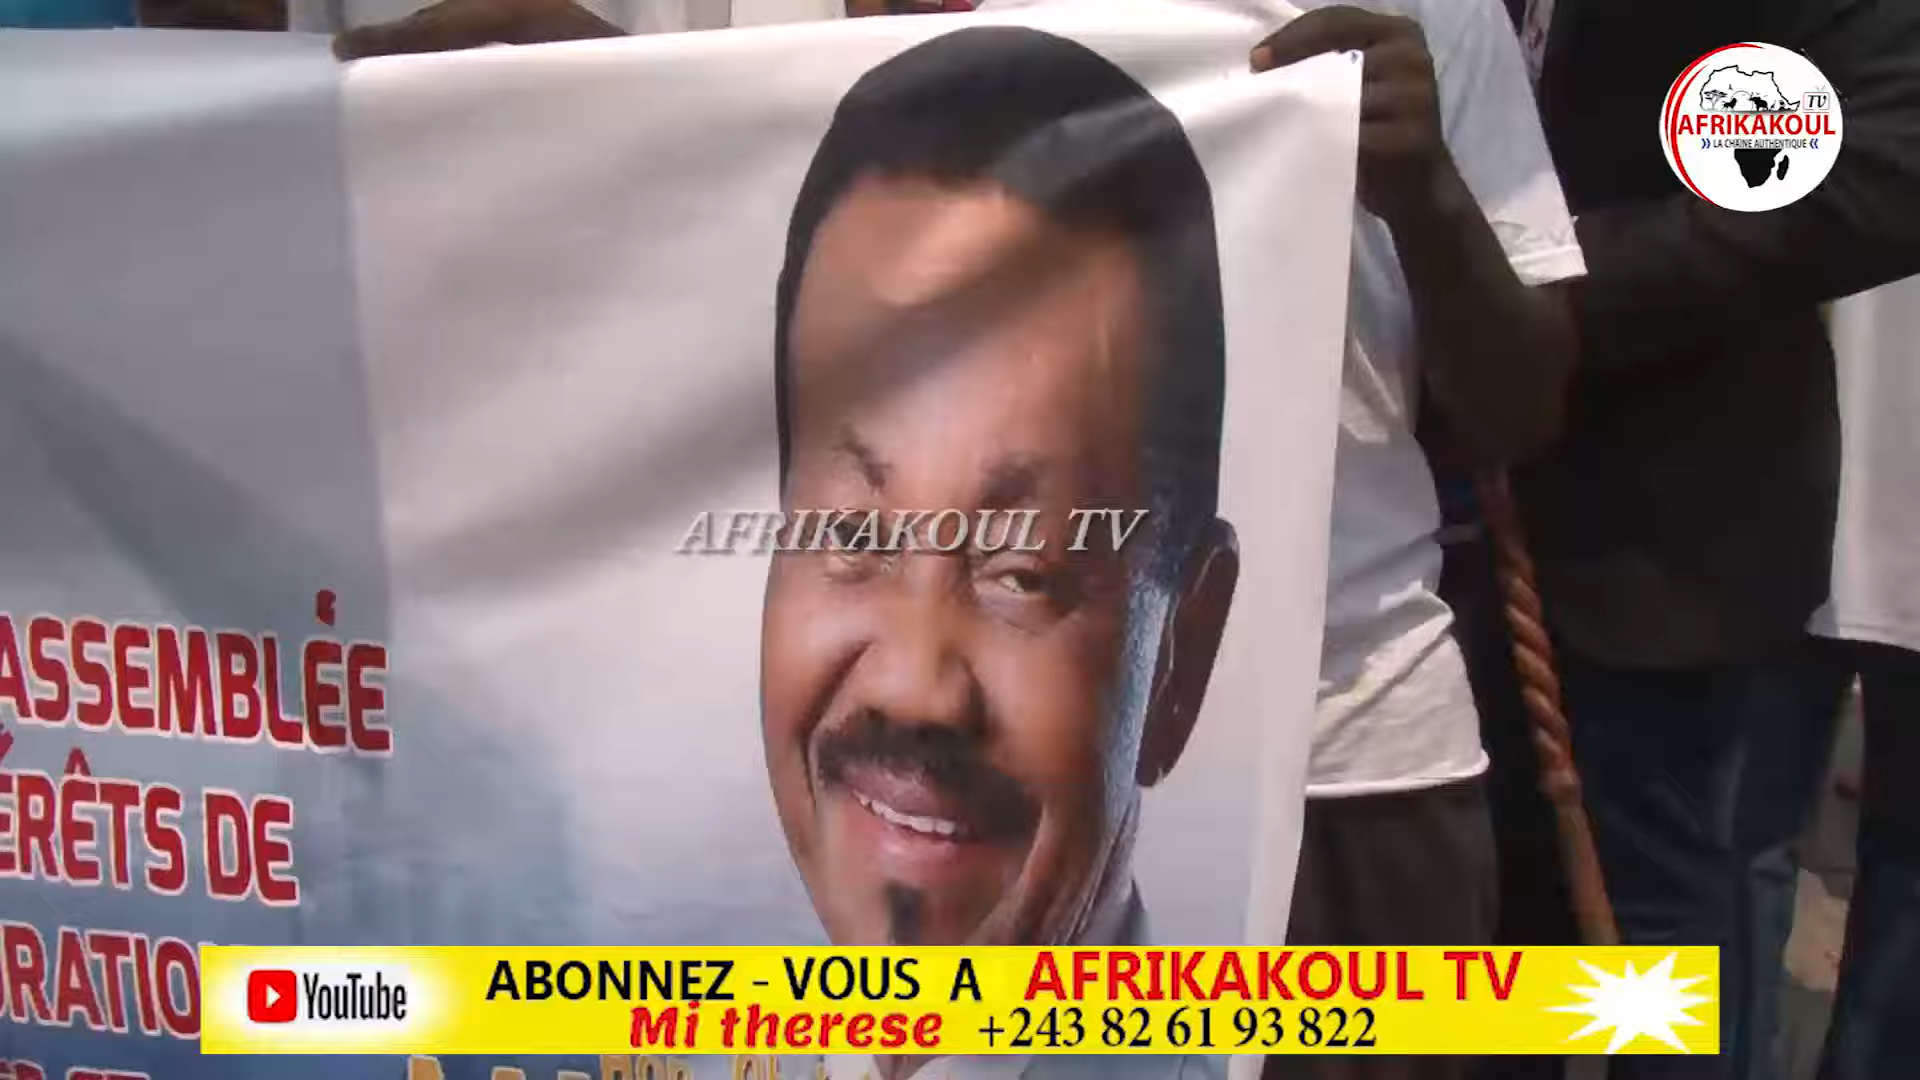 TV
AFRIKAKOUL
LA CHAINE AUTHENTIQUE
AFRIKAKOUL TV
ASSEMBLÉE
ÉRÊTS DE
RATIO
YouTube
ABONNEZ - VOUS A AFRIKAKOUL TV
Mi therese +243 82 61 93 822